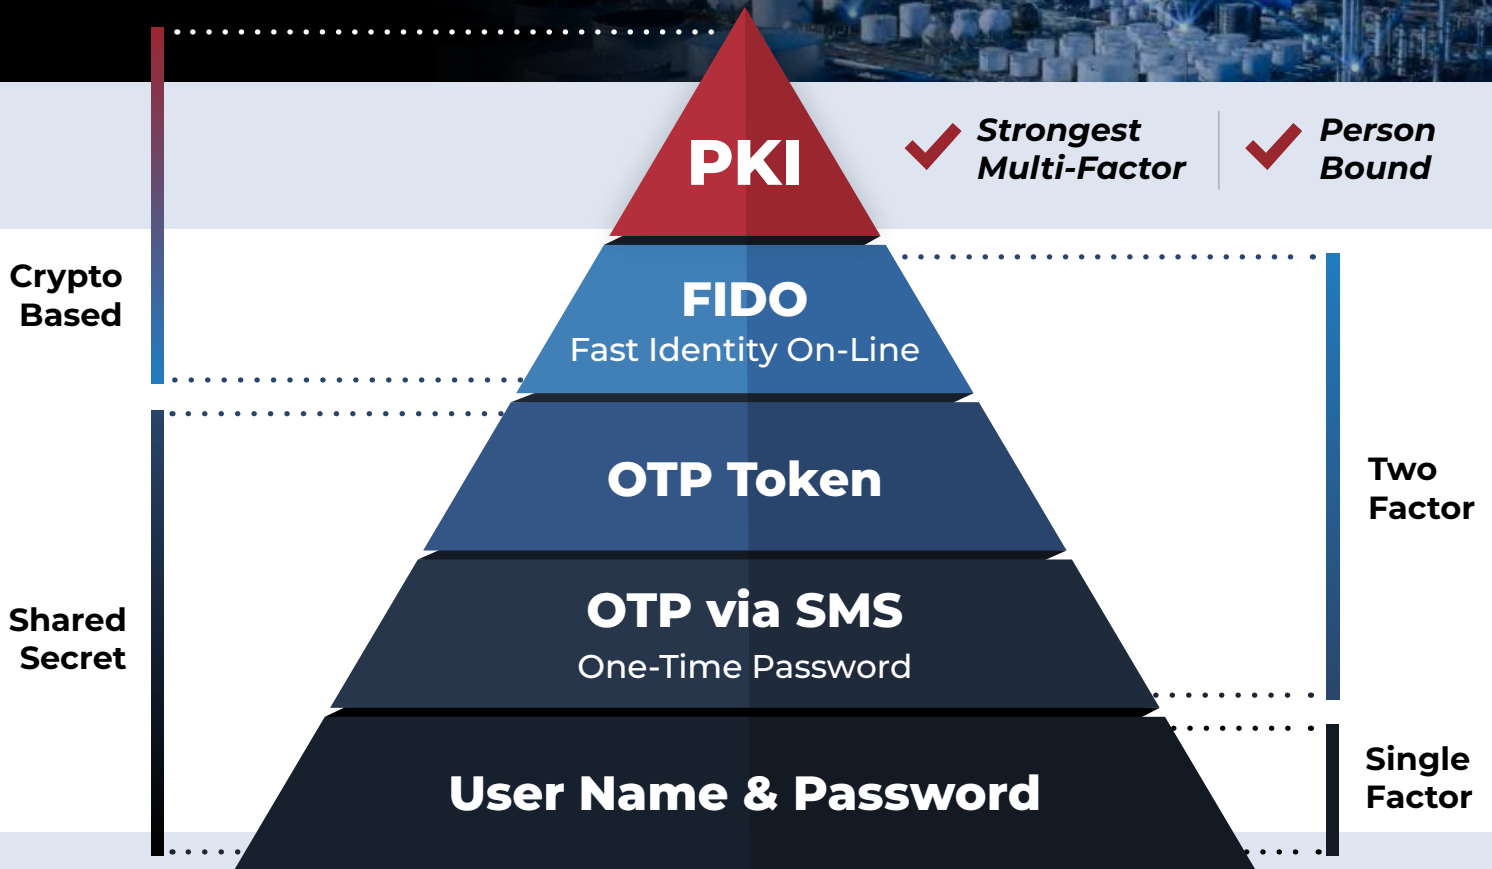 PKI
Strongest
Multi-Factor
Person
Bound
Crypto
Based
FIDO
Fast Identity On-Line
OTP Token
Two
Factor
Shared
Secret
OTP via SMS
One-Time Password
Single
Factor
User Name & Password